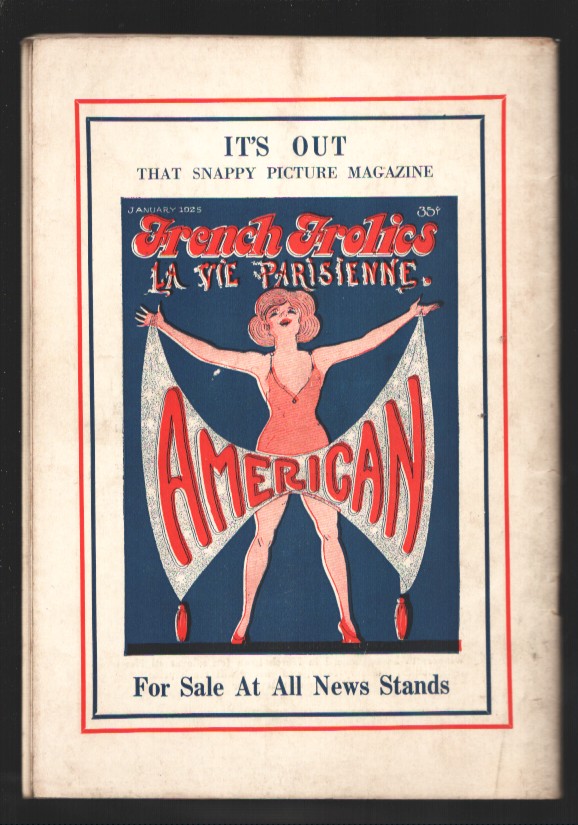 IT'S OUT
THAT SNAPPY PICTURE MAGAZINE
JANUARY 1925 35¢
French Frolics
LA VIE PARISIENNE.
AMERICAN
For Sale At All News Stands